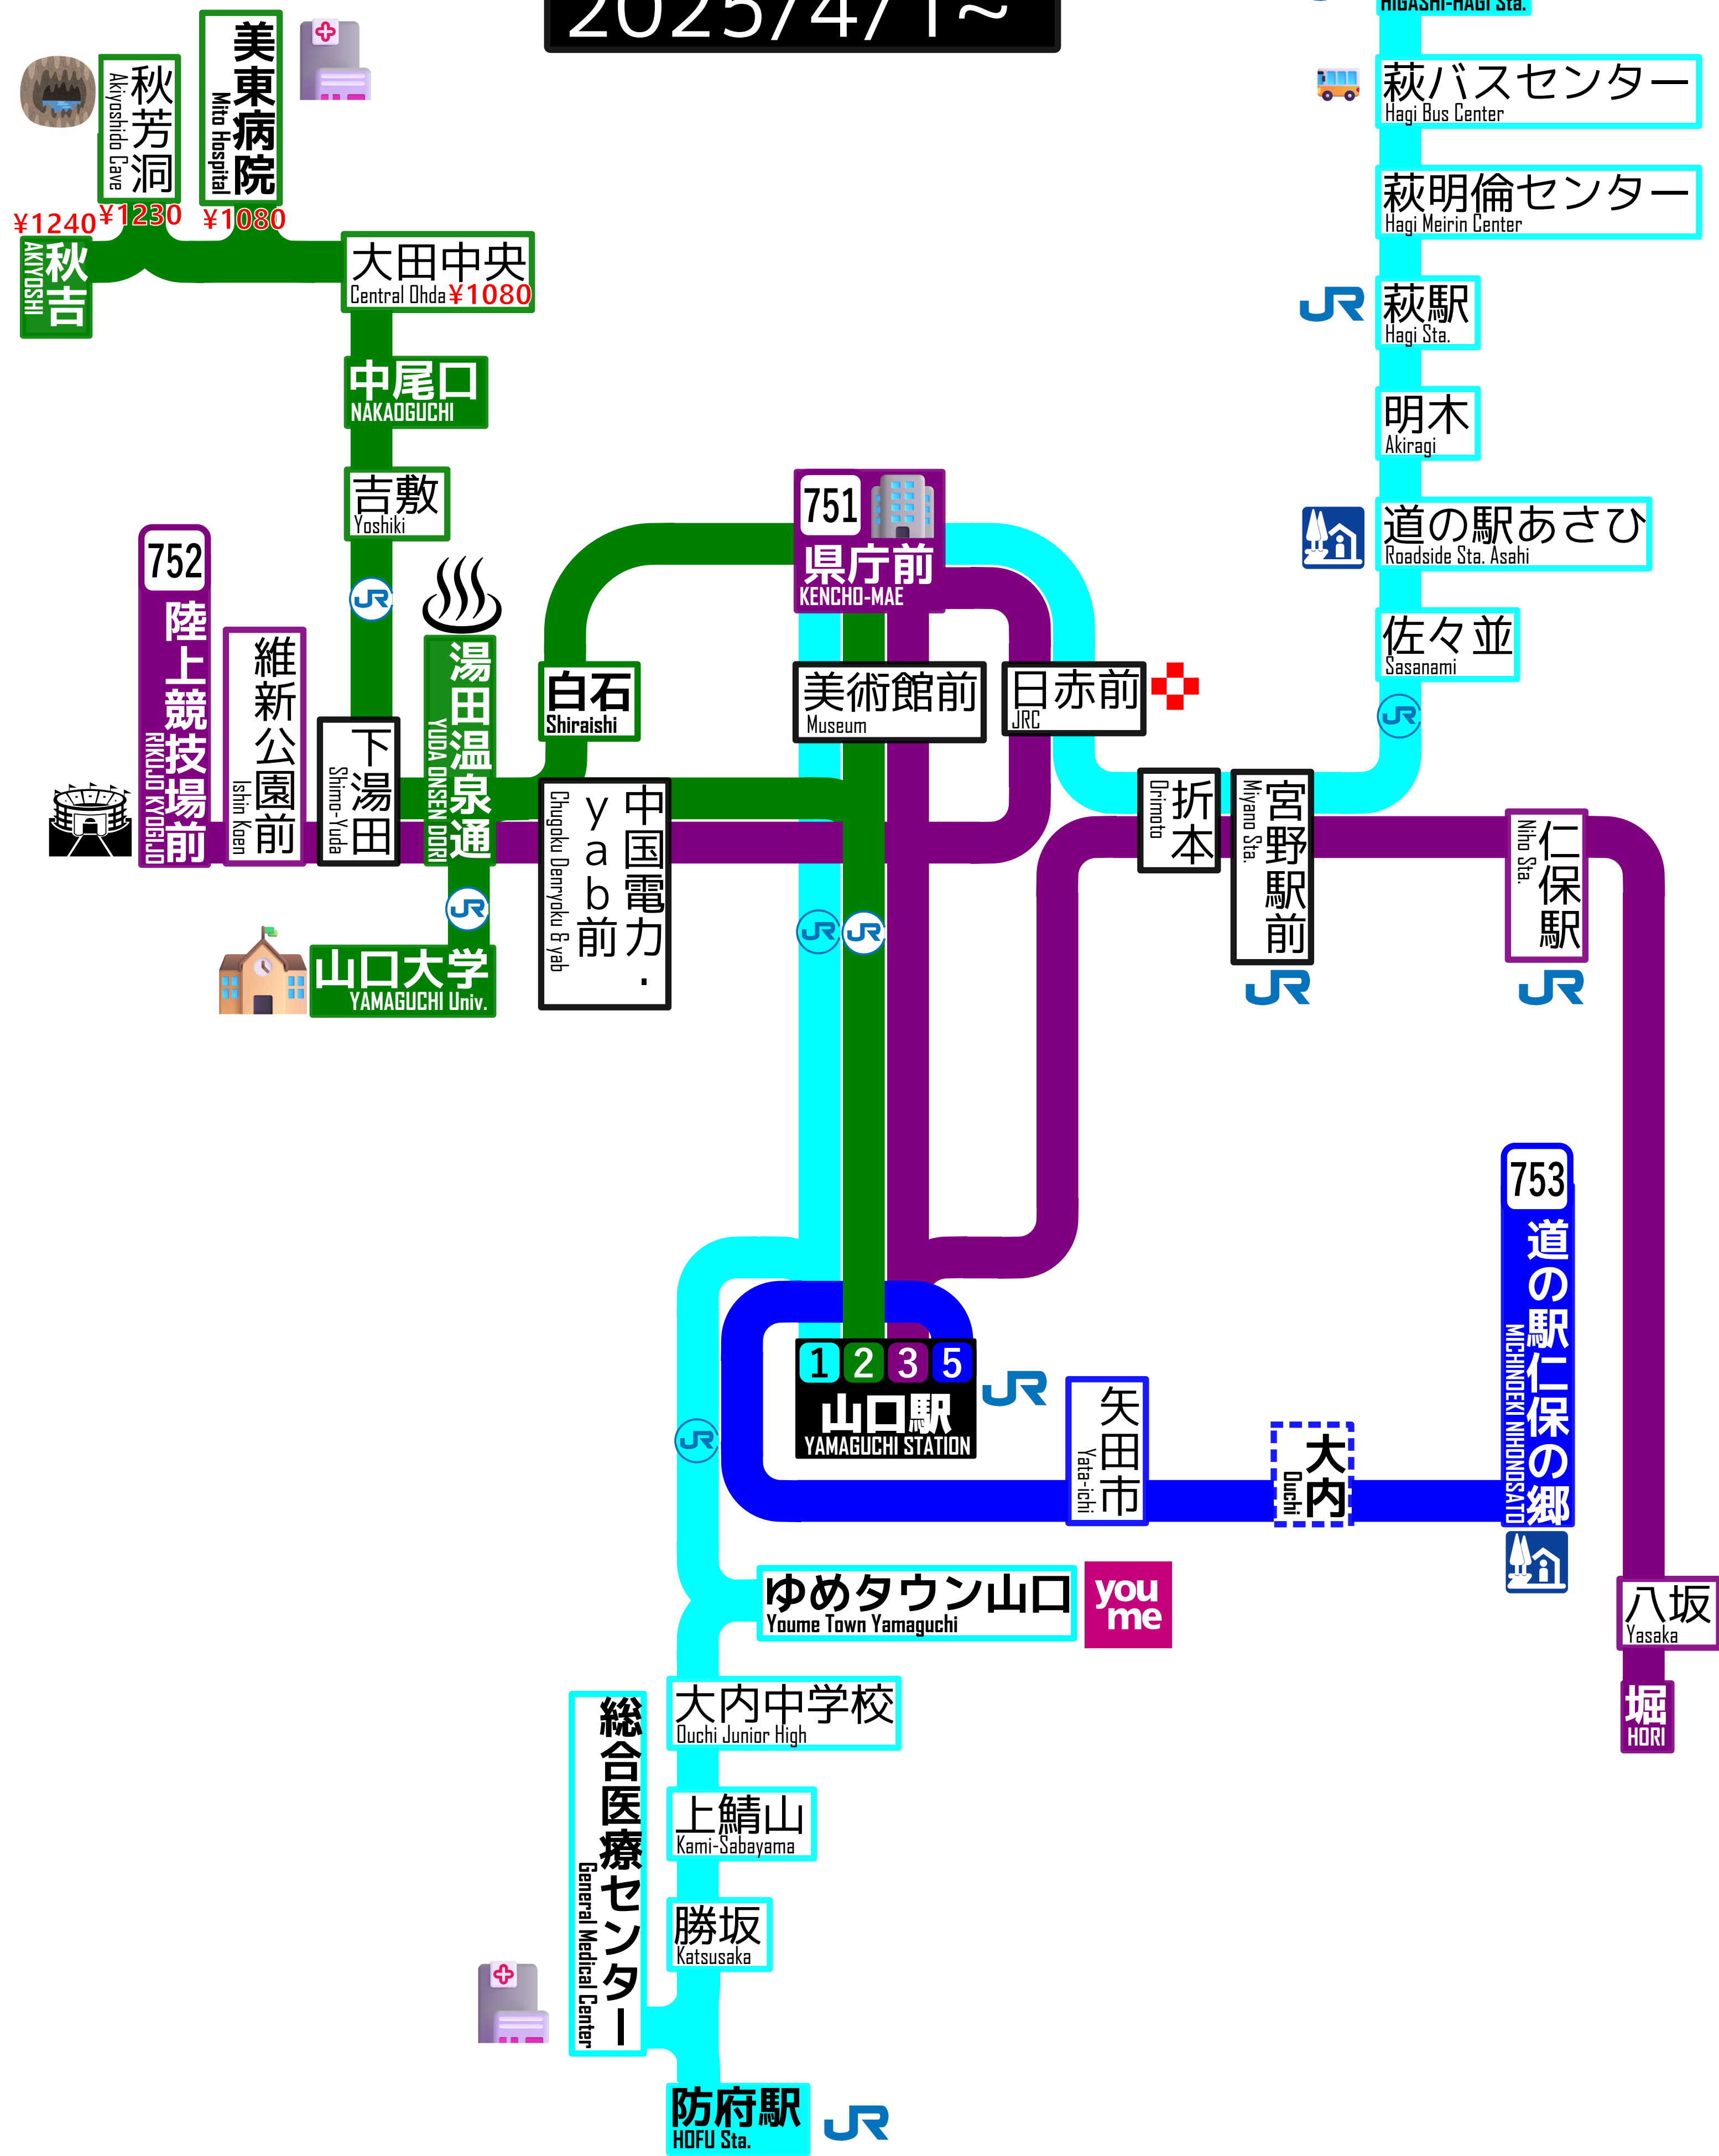 2025/4/1~
HIGASHI-HAGI Sta.
萩バスセンター
Hagi Bus Center
萩明倫センター
Hagi Meirin Center
JR
萩駅
Hagi Sta.
明木
Akiragi
道の駅あさひ
Roadside Sta. Asahi
佐々並
Sasanami
JR
秋芳洞
Akiyoshido Cave
¥1230
美東病院
Mito Hospital
¥1080
¥1240
秋吉
AKIYOSHI
大田中央
Central Ohda ¥1080
中尾口
NAKAOGUCHI
吉敷
Yoshiki
JR
752
陸上競技場前
RIKUJO KYOGIJO
維新公園前
Ishin Koen
下湯田
Shimo-Yuda
湯田温泉通
YUDA ONSEN DORI
JR
山口大学
YAMAGUCHI Univ.
白石
Shiraishi
中国電力・
yab前
Chugoku Denryoku & yab
751
県庁前
KENCHO-MAE
美術館前
Museum
日赤前
JRC
JR
JR
折本
Orimoto
宮野駅前
Miyano Sta.
JR
仁保駅
Niho Sta.
JR
1 2 3 5
山口駅
YAMAGUCHI STATION
JR
JR
矢田市
Yata-ichi
大内
Ouchi
753
道の駅仁保の郷
MICHINOEKI NIHONOSATO
八坂
Yasaka
堀
HORI
ゆめタウン山口
Youme Town Yamaguchi
you
me
大内中学校
Ouchi Junior High
上鯖山
Kami-Sabayama
勝坂
Katsusaka
総合医療センター
General Medical Center
防府駅
HOFU Sta.
JR